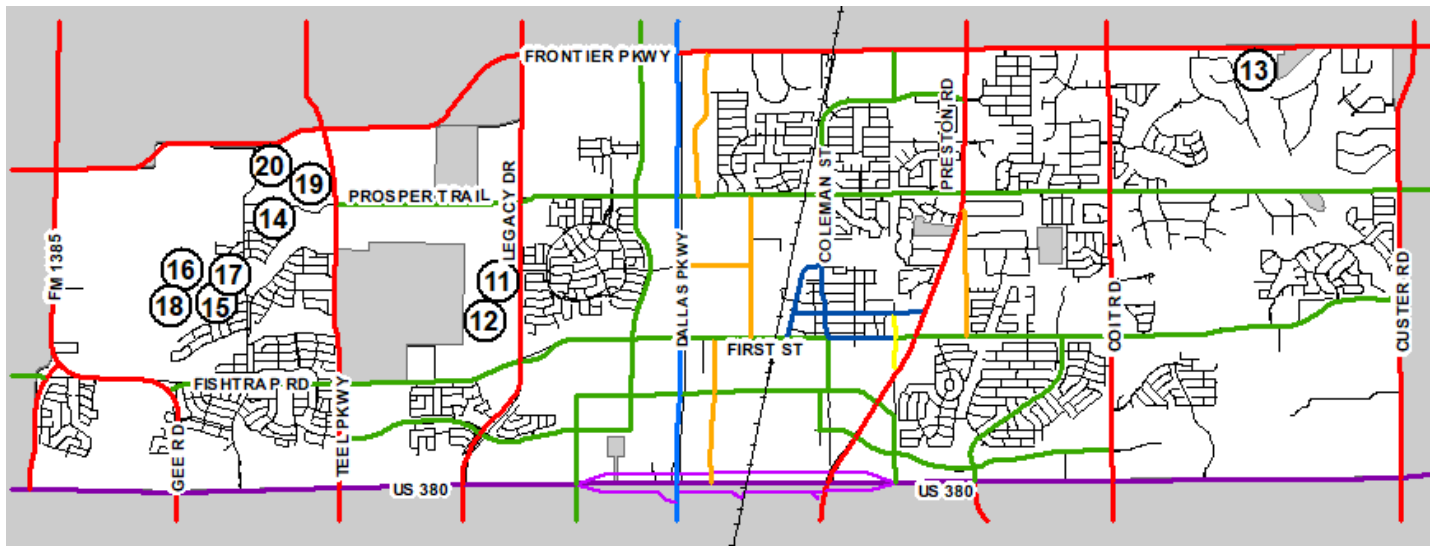 FRONTIER PKWY
13
PRESTON RD
20
19
LEGACY DR
COLEMAN ST
PROSPER TRAIL
14
FM 1385
16
17
11
DALLAS PKWY
18
15
12
COIT RD
CUSTER RD
FIRST ST
FISHTRAP RD
TEEL PKWY
GEE RD
US 380
US 380